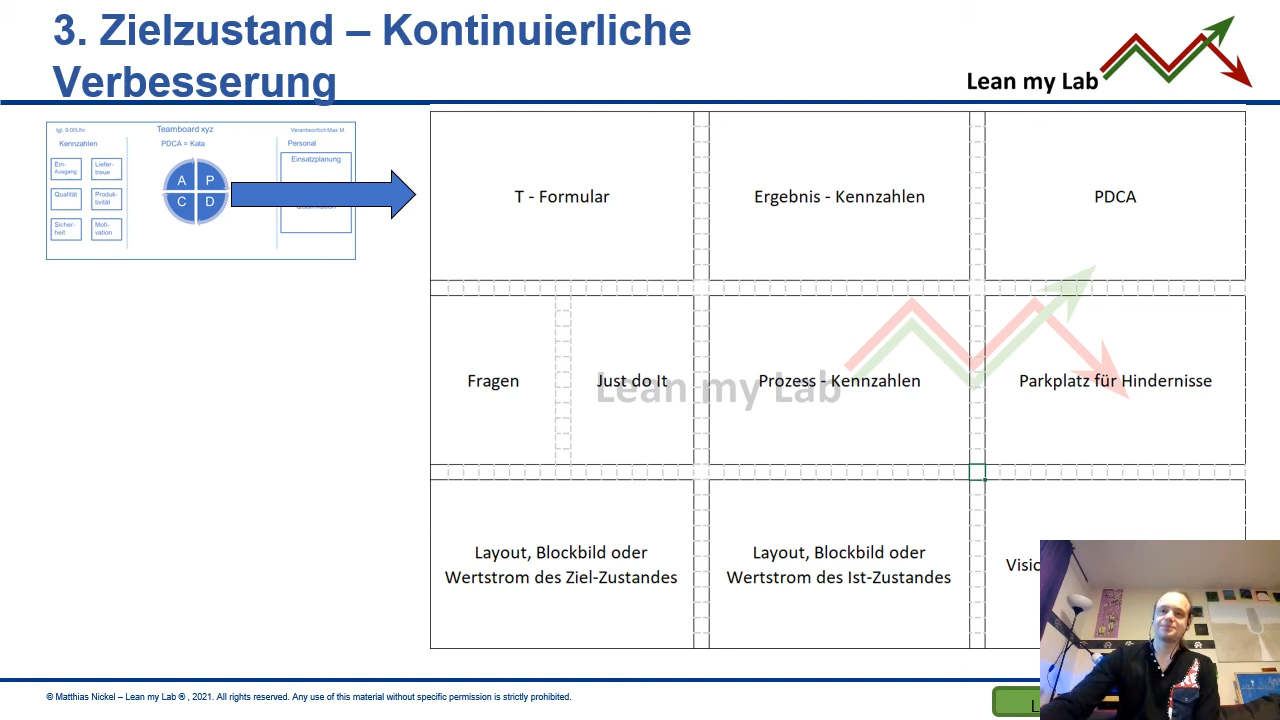 3. Zielzustand – Kontinuierliche
Verbesserung
Lean my Lab
tgl. 9:00Uhr
Teamboard xyz
Verantwortlich:Max M.
Kennzahlen
PDCA = Kata
Personal
Ein-
Ausgang
Liefer-
treue
Qualität
Produk-
tivität
Sicher-
heit
Moti-
vation
A P
C D
Einsatzplanung
T - Formular
Ergebnis - Kennzahlen
PDCA
Fragen
Just do It
Prozess - Kennzahlen
Parkplatz für Hindernisse
Lean my Lab
Layout, Blockbild oder
Wertstrom des Ziel-Zustandes
Layout, Blockbild oder
Wertstrom des Ist-Zustandes
© Matthias Nickel – Lean my Lab ® , 2021. All rights reserved. Any use of this material without specific permission is strictly prohibited.